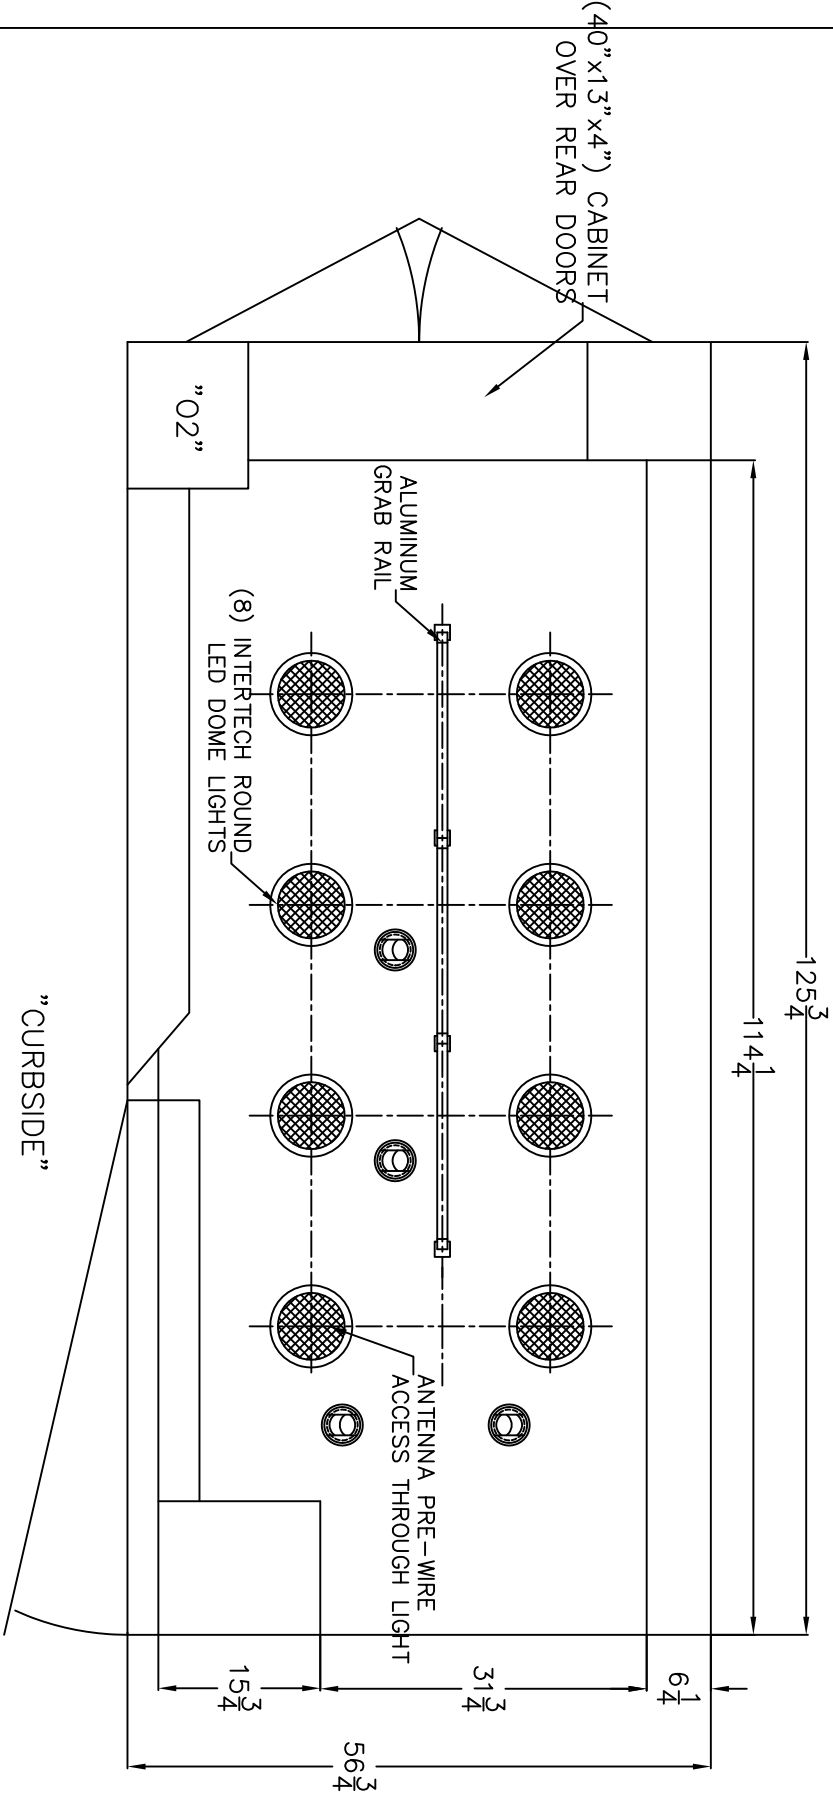 (40”x13”x4”) CABINET
OVER REAR DOORS
”O2”
ALUMINUM
GRAB RAIL
(8) INTERTECH ROUND
LED DOME LIGHTS
ANTENNA PRE-WIRE
ACCESS THROUGH LIGHT
”CURBSIDE”
125 3/4
114 1/4
6 1/4
31 3/4
15 3/4
56 3/4